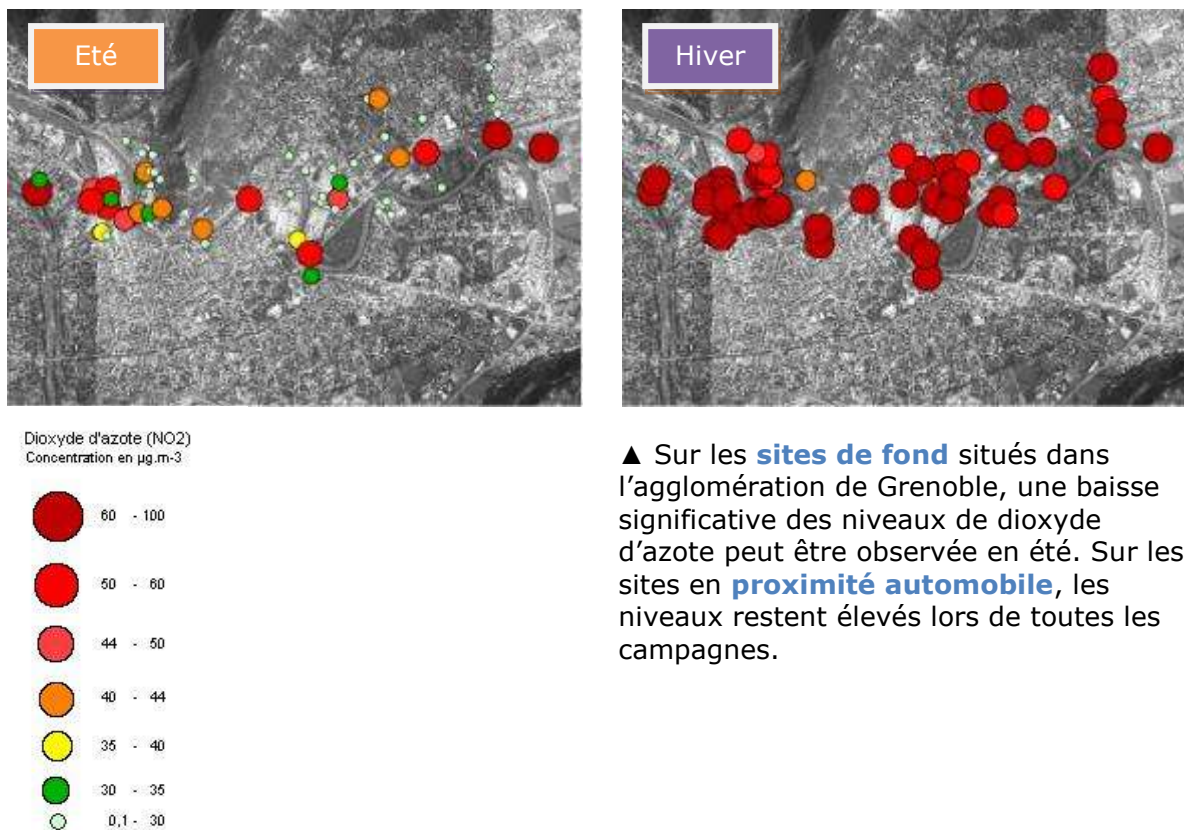 Eté
Hiver
Dioxyde d'azote (NO2)
Concentration en µg.m-3
60 - 100
50 - 60
44 - 50
40 - 44
35 - 40
30 - 35
0,1 - 30
▲ Sur les sites de fond situés dans
l’agglomération de Grenoble, une baisse
significative des niveaux de dioxyde
d’azote peut être observée en été. Sur les
sites en proximité automobile, les
niveaux restent élevés lors de toutes les
campagnes.